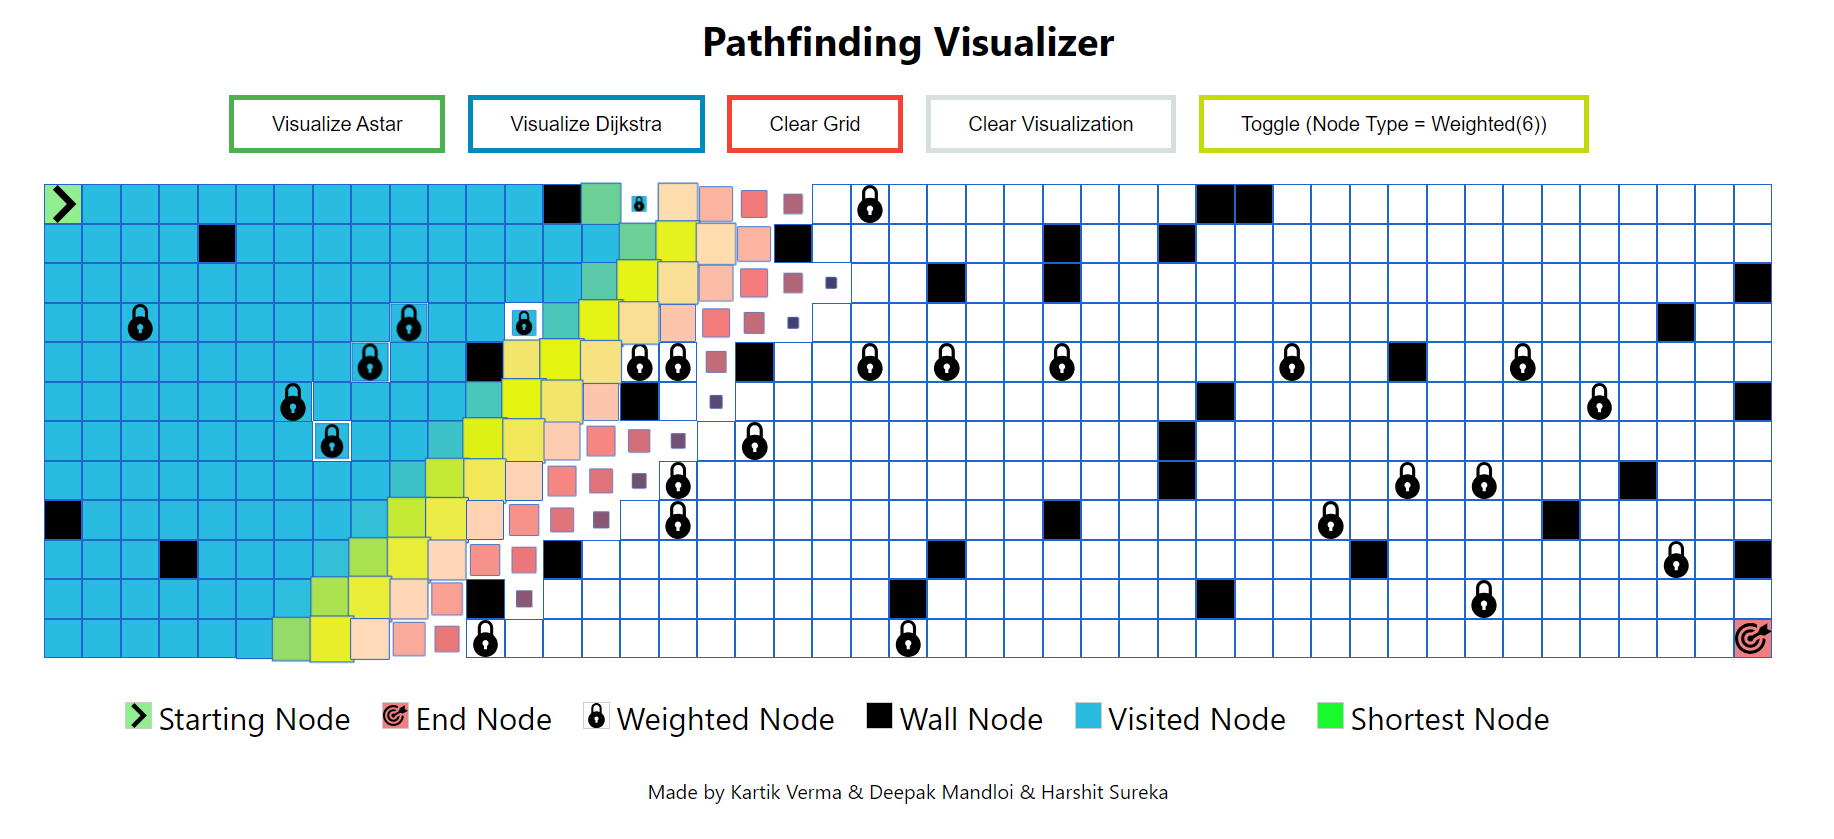 Pathfinding Visualizer
Visualize Astar
Visualize Dijkstra
Clear Grid
Clear Visualization
Toggle (Node Type = Weighted(6))
Starting Node
End Node
Weighted Node
Wall Node
Visited Node
Shortest Node
Made by Kartik Verma & Deepak Mandloi & Harshit Sureka